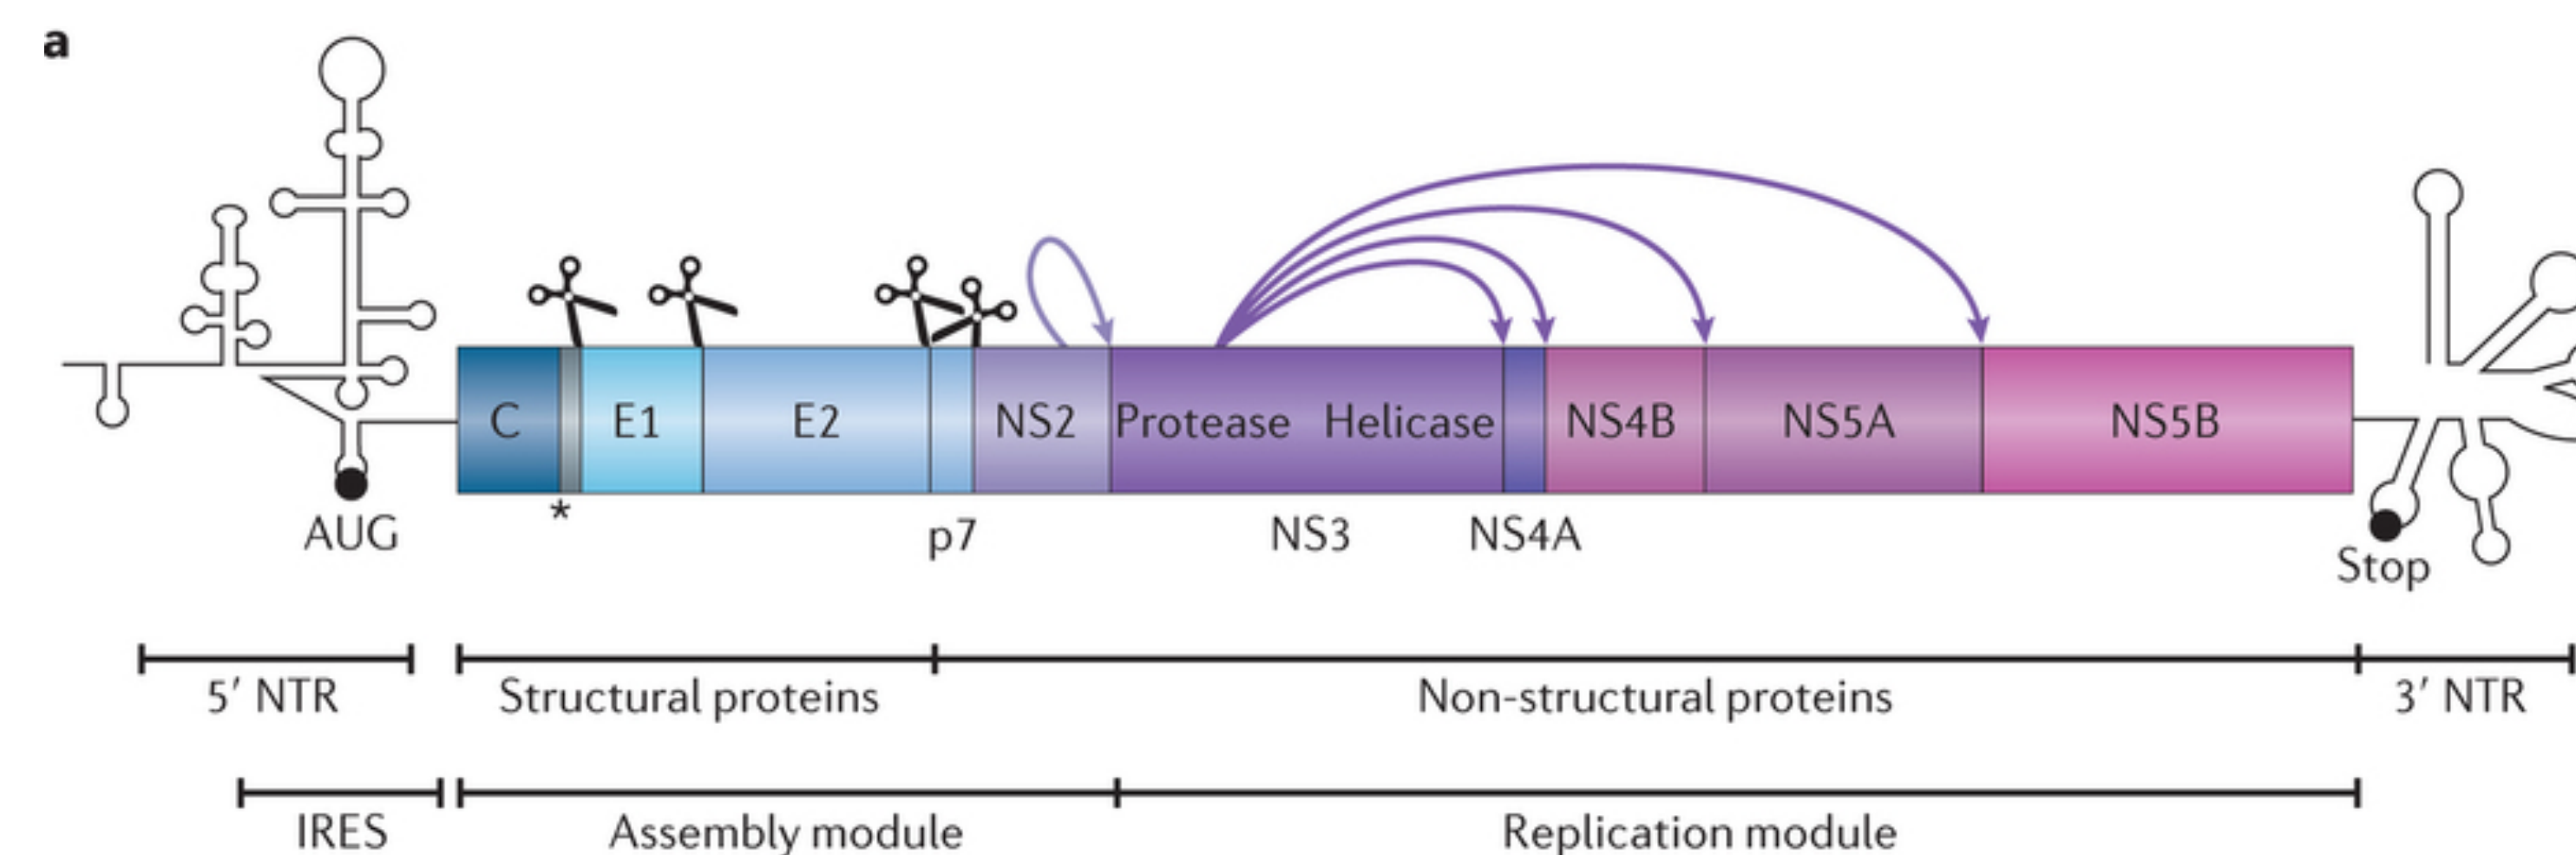 a
C
E1
E2
NS2
Protease
Helicase
NS4B
NS5A
NS5B
*
AUG
p7
NS3
NS4A
Stop
5′ NTR
Structural proteins
Non-structural proteins
3′ NTR
IRES
Assembly module
Replication module